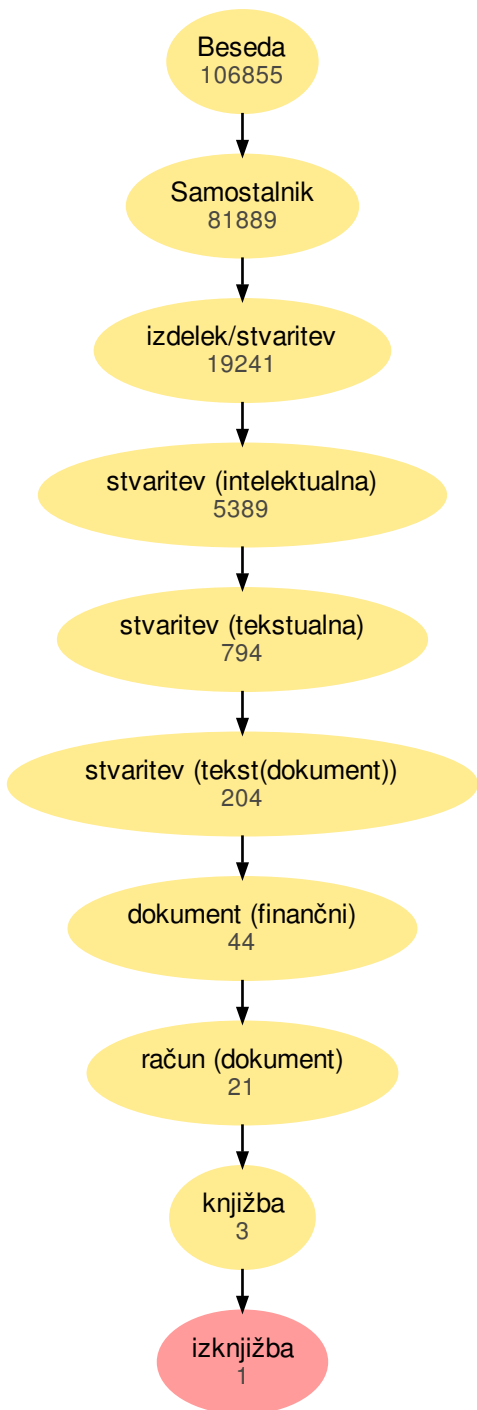 Beseda
106855
Samostalnik
81889
izdelek/stvaritev
19241
stvaritev (intelektualna)
5389
stvaritev (tekstualna)
794
stvaritev (tekst(dokument))
204
dokument (finančni)
44
račun (dokument)
21
knjižba
3
izknjižba
1